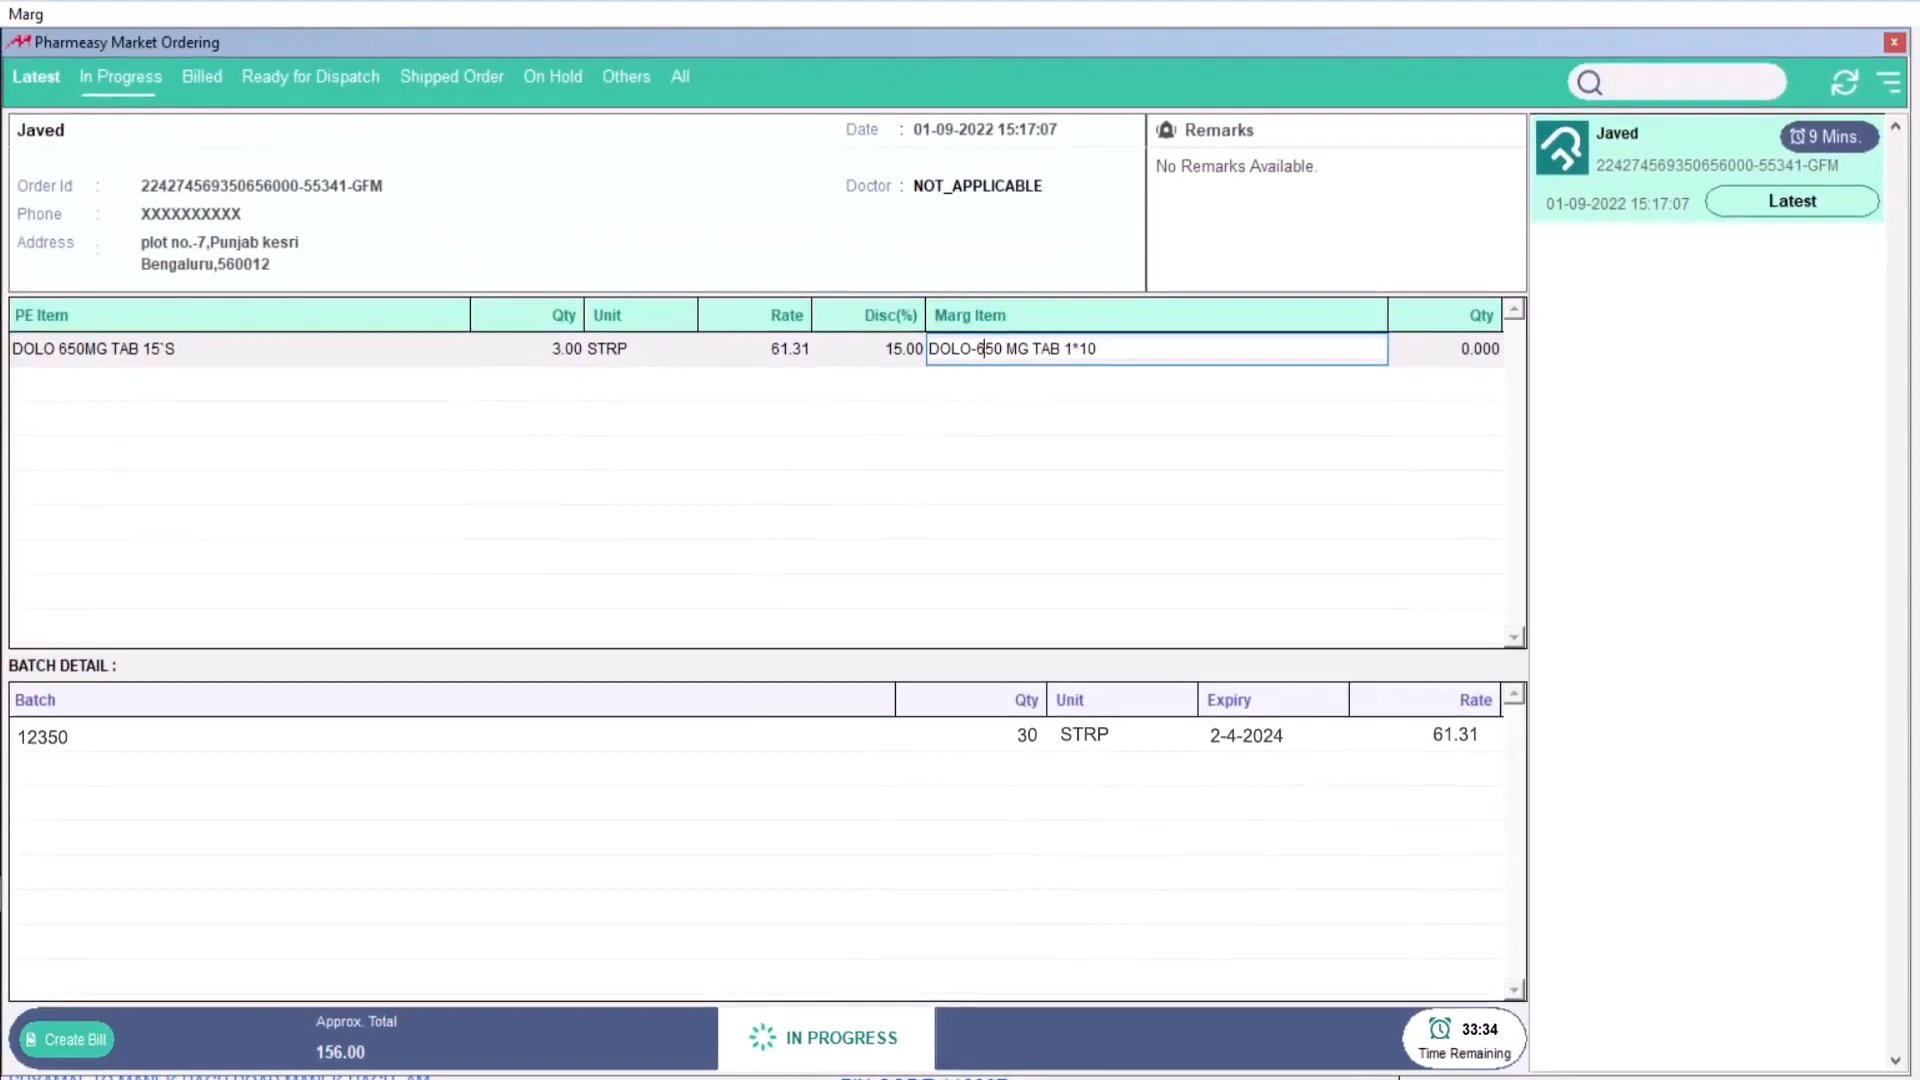 Marg
Pharmeasy Market Ordering
x
Latest In Progress Billed Ready for Dispatch Shipped Order On Hold Others All
Javed
Date : 01-09-2022 15:17:07
Order Id : 224274569350656000-55341-GFM
Doctor : NOT_APPLICABLE
Phone : XXXXXXXXXX
Address : plot no.-7,Punjab kesri
Bengaluru,560012
Remarks
No Remarks Available.
Javed
9 Mins.
224274569350656000-55341-GFM
01-09-2022 15:17:07
Latest
PE Item Qty Unit Rate Disc(%) Marg Item Qty
DOLO 650MG TAB 15`S 3.00 STRP 61.31 15.00 DOLO-650 MG TAB 1*10 0.000
BATCH DETAIL :
Batch Qty Unit Expiry Rate
12350 30 STRP 2-4-2024 61.31
Create Bill
Approx. Total
156.00
IN PROGRESS
33:34
Time Remaining